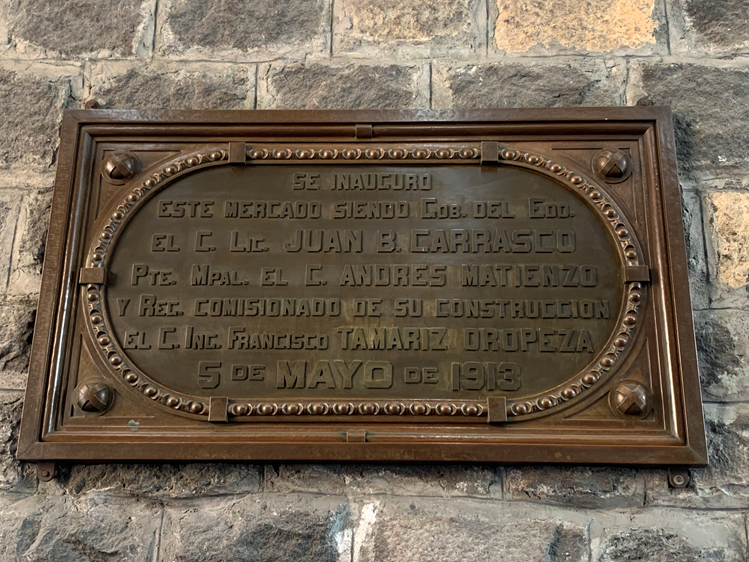 SE INAUGURO
ESTE MERCADO SIENDO GOB. DEL EDO.
EL C. LIC. JUAN B. CARRASCO
PTE. MPAL. EL C. ANDRES MATIENZO
Y REC. COMISIONADO DE SU CONSTRUCCION
EL C. ING. FRANCISCO TAMARIZ OROPEZA
5 DE MAYO DE 1913